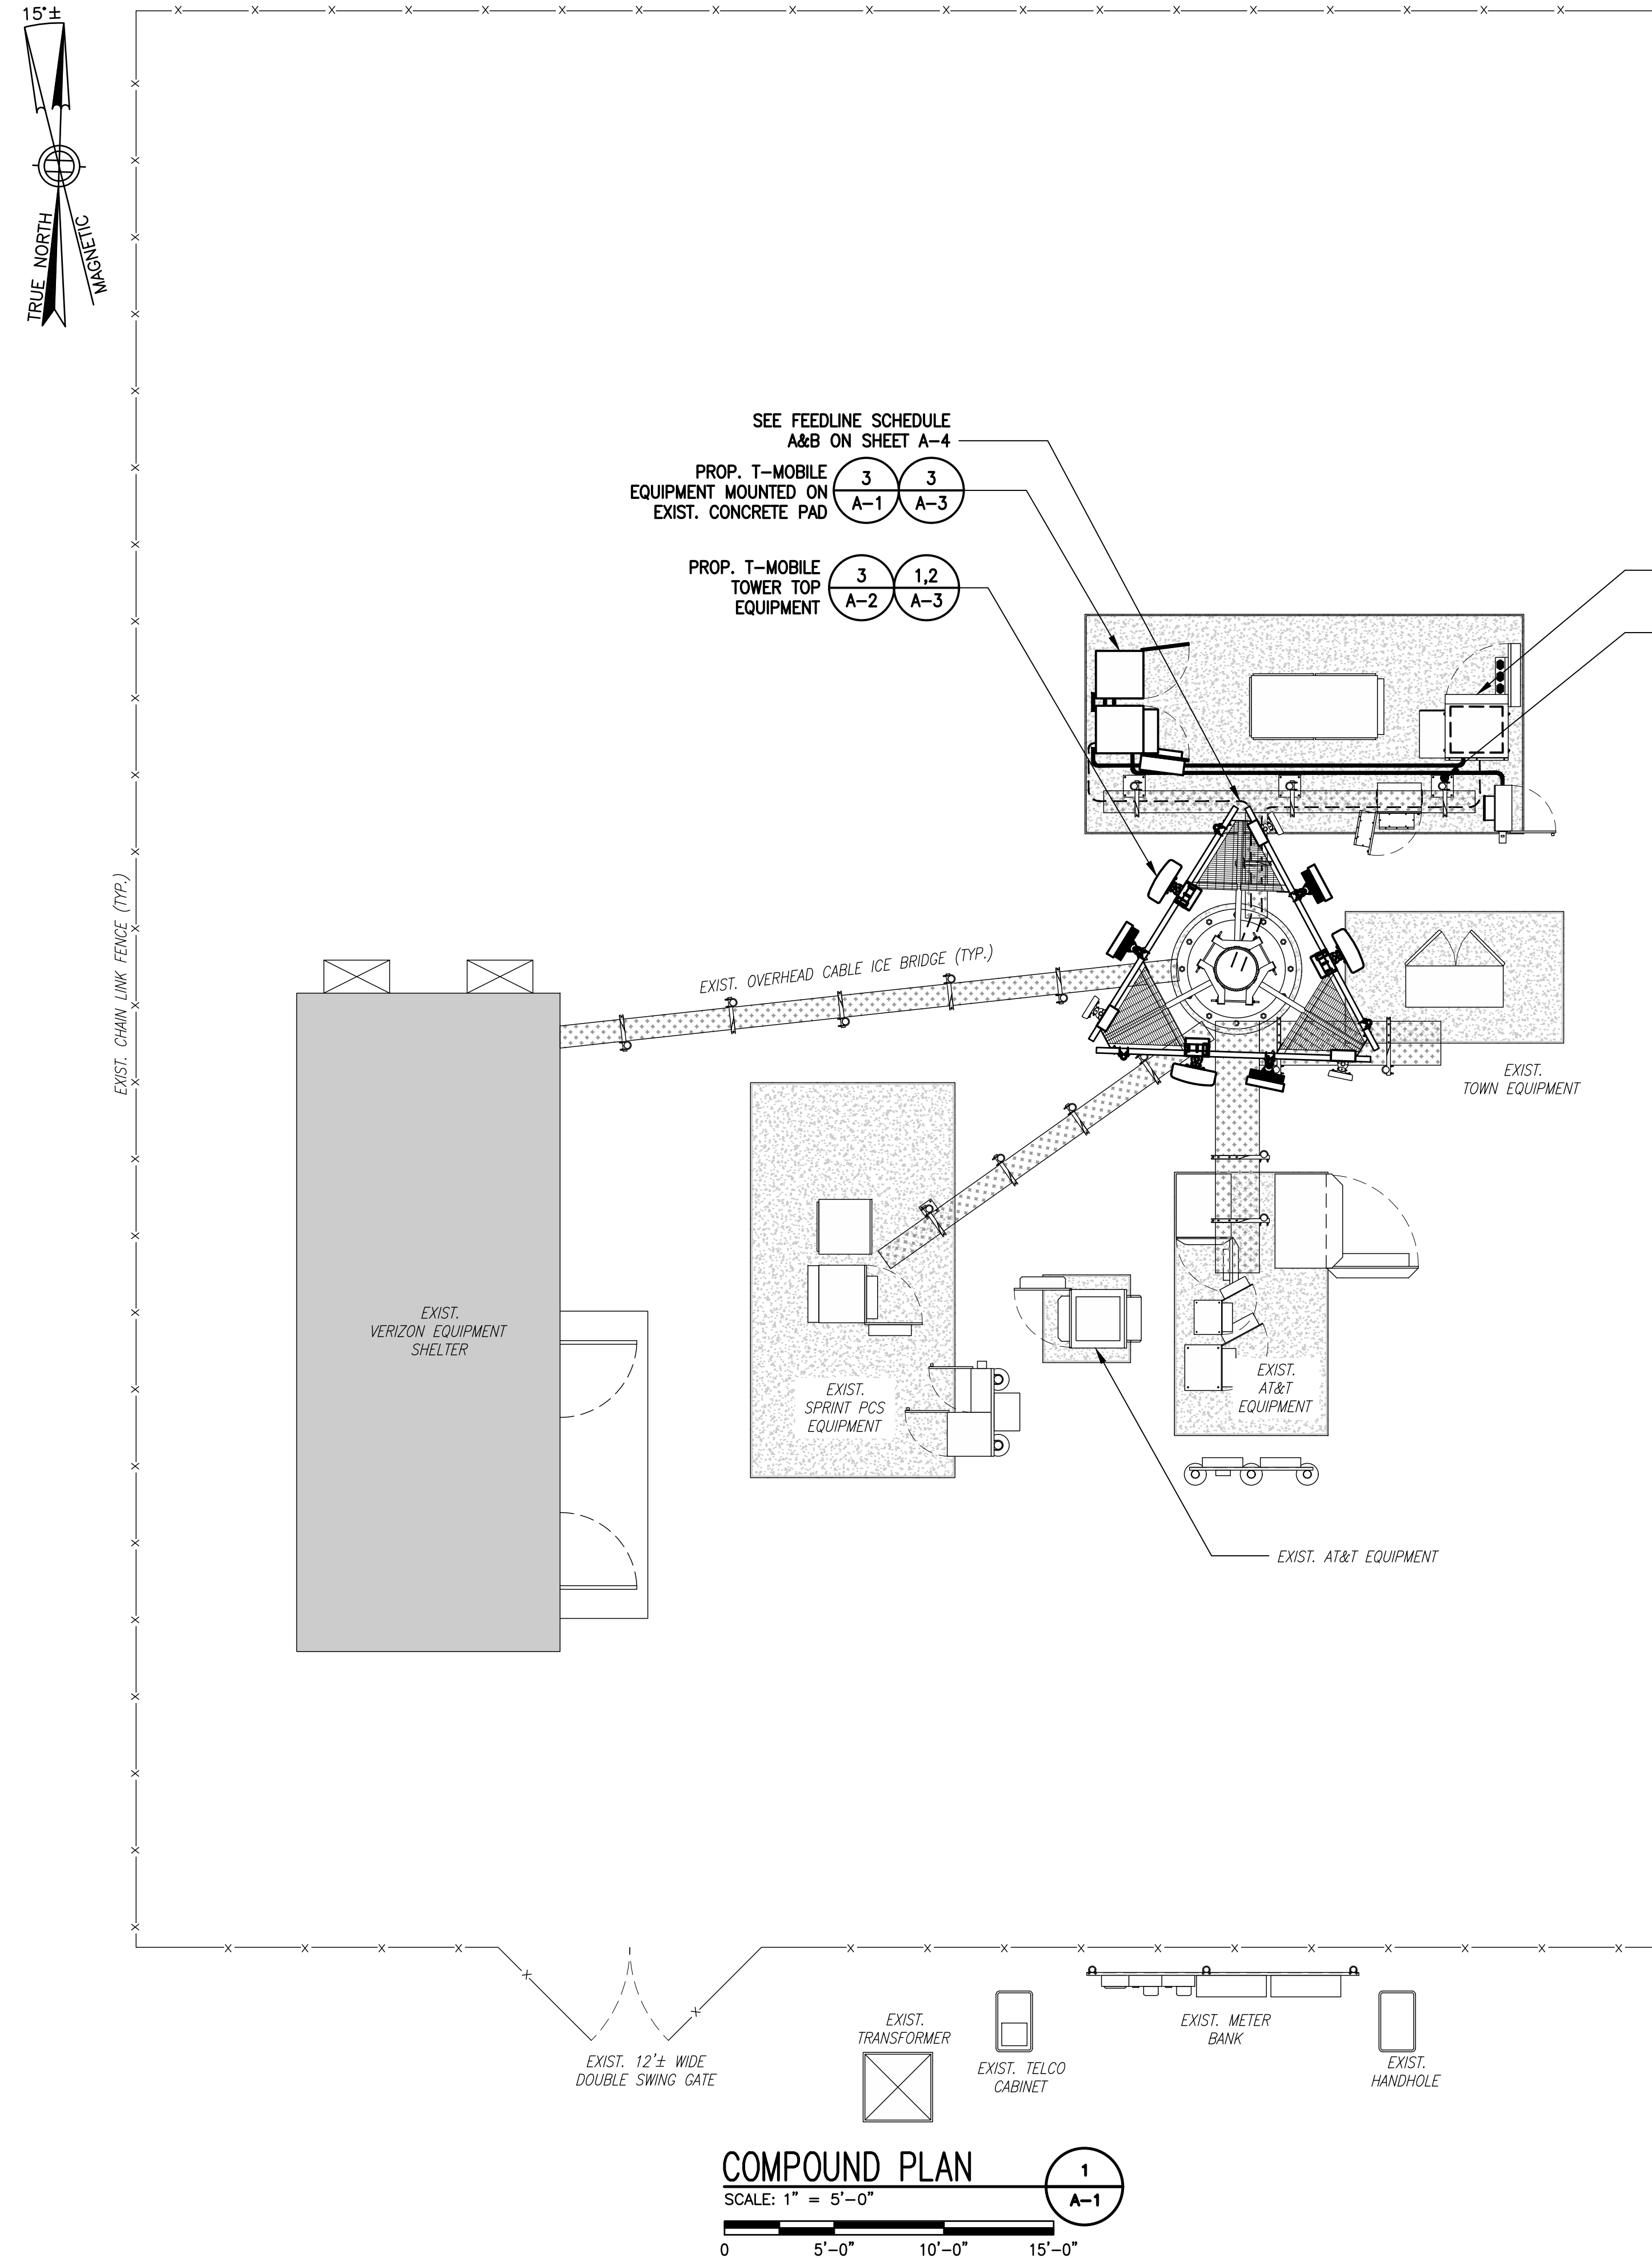 15°±
TRUE NORTH
MAGNETIC
SEE FEEDLINE SCHEDULE
A&B ON SHEET A-4
PROP. T-MOBILE
EQUIPMENT MOUNTED ON
EXIST. CONCRETE PAD
3
A-1
3
A-3
PROP. T-MOBILE
TOWER TOP
EQUIPMENT
3
A-2
1,2
A-3
EXIST. CHAIN LINK FENCE (TYP.)
EXIST. OVERHEAD CABLE ICE BRIDGE (TYP.)
EXIST.
TOWN EQUIPMENT
EXIST.
VERIZON EQUIPMENT
SHELTER
EXIST.
SPRINT PCS
EQUIPMENT
EXIST.
AT&T
EQUIPMENT
EXIST. AT&T EQUIPMENT
EXIST. 12'± WIDE
DOUBLE SWING GATE
EXIST.
TRANSFORMER
EXIST. TELCO
CABINET
EXIST. METER
BANK
EXIST.
HANDHOLE
COMPOUND PLAN
SCALE: 1" = 5'-0"
1
A-1
0 5'-0" 10'-0" 15'-0"